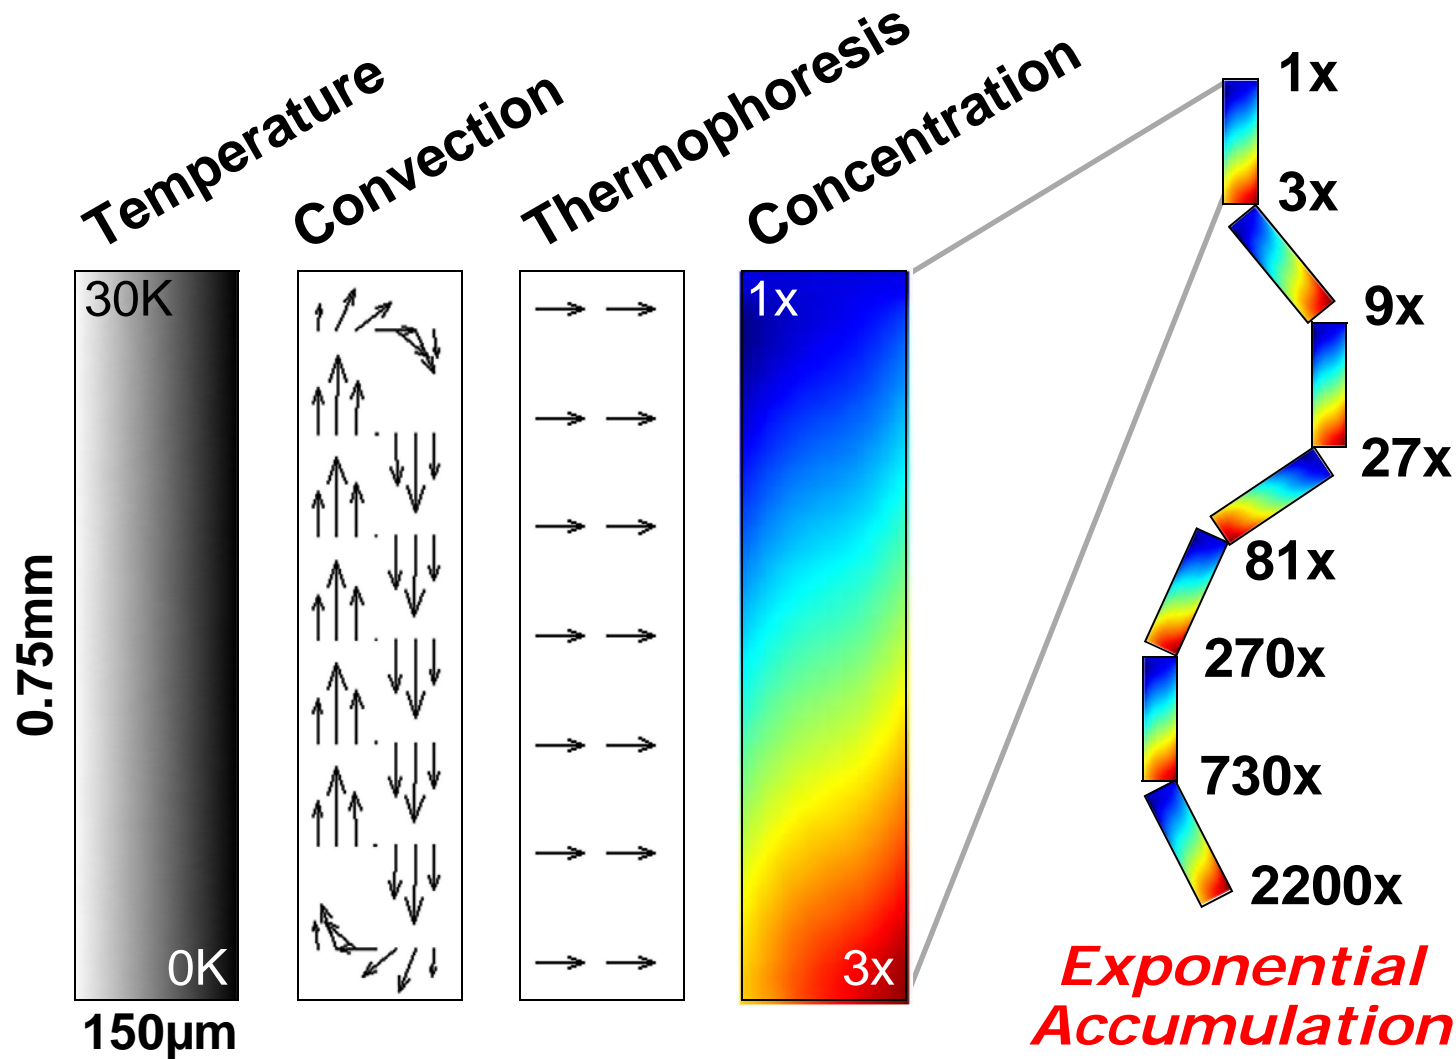 Temperature
Convection
Thermophoresis
Concentration
30K
0K
0.75mm
150µm
1x
3x
1x
3x
9x
27x
81x
270x
730x
2200x
Exponential
Accumulation